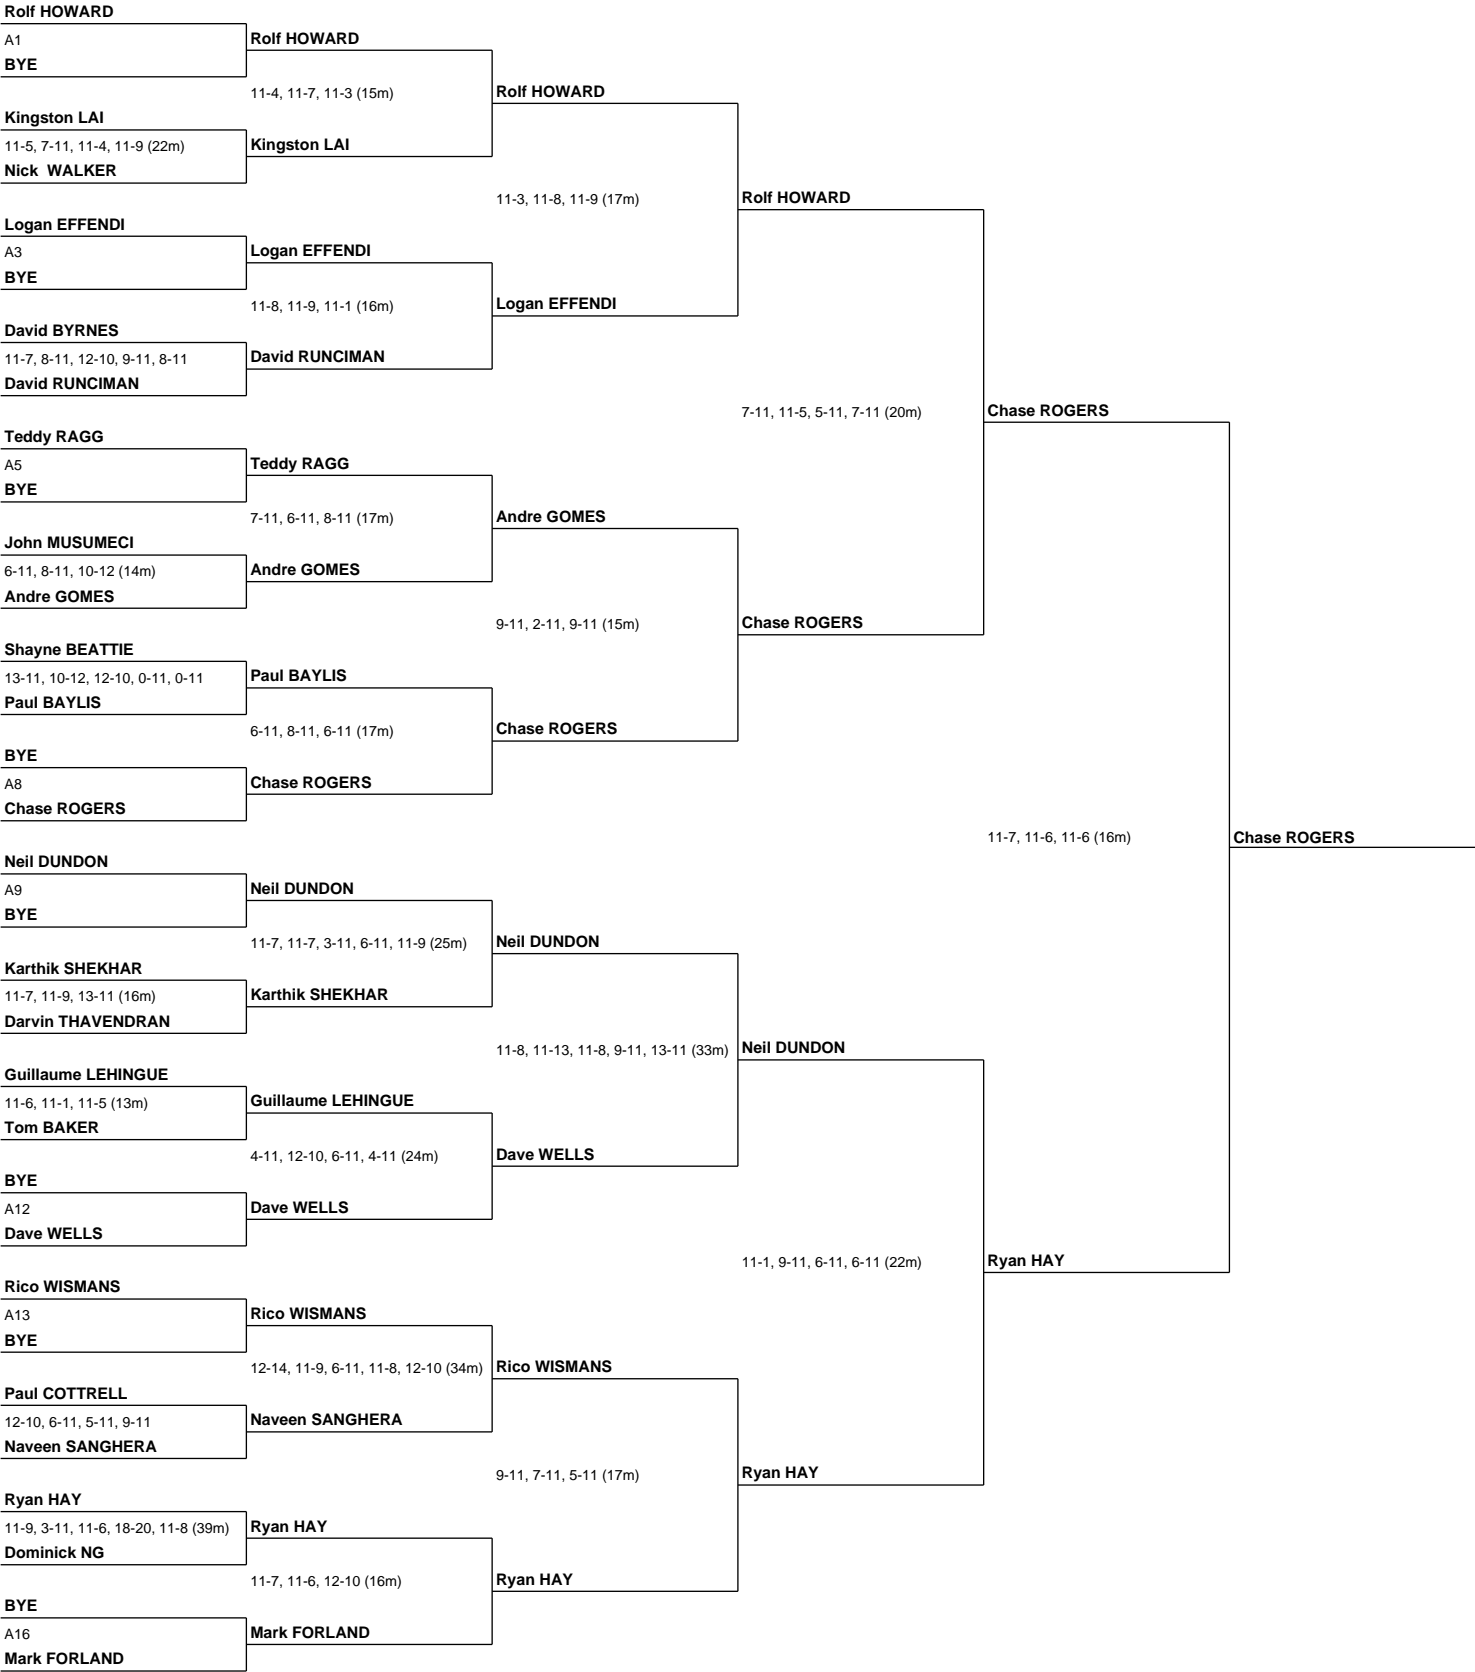 Rolf HOWARD
A1
BYE
Rolf HOWARD
11-4, 11-7, 11-3 (15m)
Rolf HOWARD
Kingston LAI
11-5, 7-11, 11-4, 11-9 (22m)
Nick  WALKER
Kingston LAI
11-3, 11-8, 11-9 (17m)
Rolf HOWARD
Logan EFFENDI
A3
BYE
Logan EFFENDI
11-8, 11-9, 11-1 (16m)
Logan EFFENDI
David BYRNES
11-7, 8-11, 12-10, 9-11, 8-11
David RUNCIMAN
David RUNCIMAN
7-11, 11-5, 5-11, 7-11 (20m)
Chase ROGERS
Teddy RAGG
A5
BYE
Teddy RAGG
7-11, 6-11, 8-11 (17m)
Andre GOMES
John MUSUMECI
6-11, 8-11, 10-12 (14m)
Andre GOMES
Andre GOMES
9-11, 2-11, 9-11 (15m)
Chase ROGERS
Shayne BEATTIE
13-11, 10-12, 12-10, 0-11, 0-11
Paul BAYLIS
Paul BAYLIS
6-11, 8-11, 6-11 (17m)
Chase ROGERS
BYE
A8
Chase ROGERS
Chase ROGERS
11-7, 11-6, 11-6 (16m)
Chase ROGERS
Neil DUNDON
A9
BYE
Neil DUNDON
11-7, 11-7, 3-11, 6-11, 11-9 (25m)
Neil DUNDON
Karthik SHEKHAR
11-7, 11-9, 13-11 (16m)
Darvin THAVENDRAN
Karthik SHEKHAR
11-8, 11-13, 11-8, 9-11, 13-11 (33m)
Neil DUNDON
Guillaume LEHINGUE
11-6, 11-1, 11-5 (13m)
Tom BAKER
Guillaume LEHINGUE
4-11, 12-10, 6-11, 4-11 (24m)
Dave WELLS
BYE
A12
Dave WELLS
Dave WELLS
11-1, 9-11, 6-11, 6-11 (22m)
Ryan HAY
Rico WISMANS
A13
BYE
Rico WISMANS
12-14, 11-9, 6-11, 11-8, 12-10 (34m)
Rico WISMANS
Paul COTTRELL
12-10, 6-11, 5-11, 9-11
Naveen SANGHERA
Naveen SANGHERA
9-11, 7-11, 5-11 (17m)
Ryan HAY
Ryan HAY
11-9, 3-11, 11-6, 18-20, 11-8 (39m)
Dominick NG
Ryan HAY
11-7, 11-6, 12-10 (16m)
Ryan HAY
BYE
A16
Mark FORLAND
Mark FORLAND